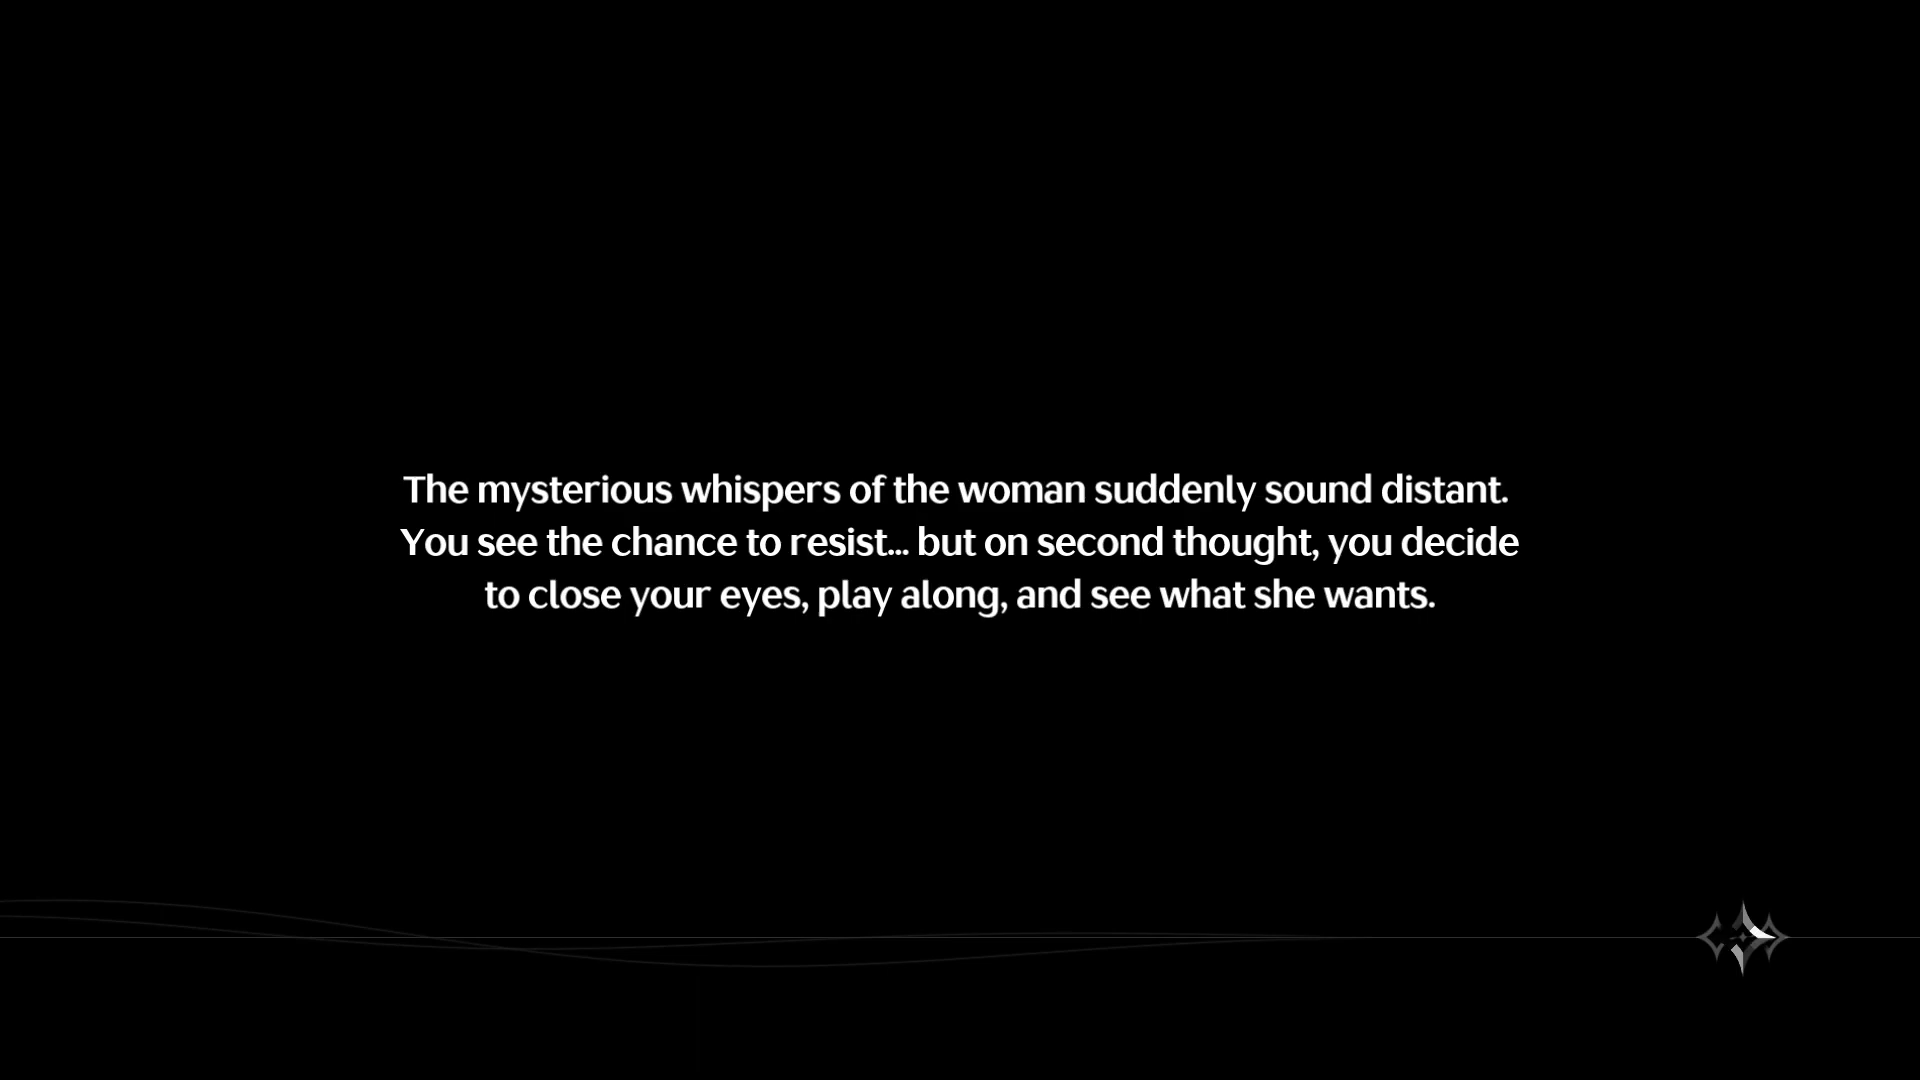 The mysterious whispers of the woman suddenly sound distant.
You see the chance to resist... but on second thought, you decide
to close your eyes, play along, and see what she wants.